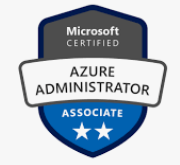 Microsoft
CERTIFIED
AZURE
ADMINISTRATOR
ASSOCIATE